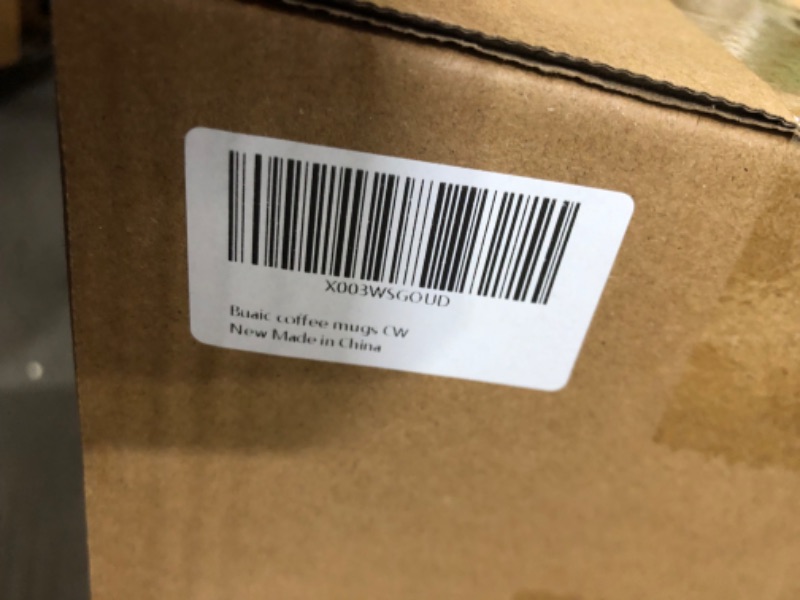 X003WSGOUD
Buaic coffee mugs CW
New Made in China